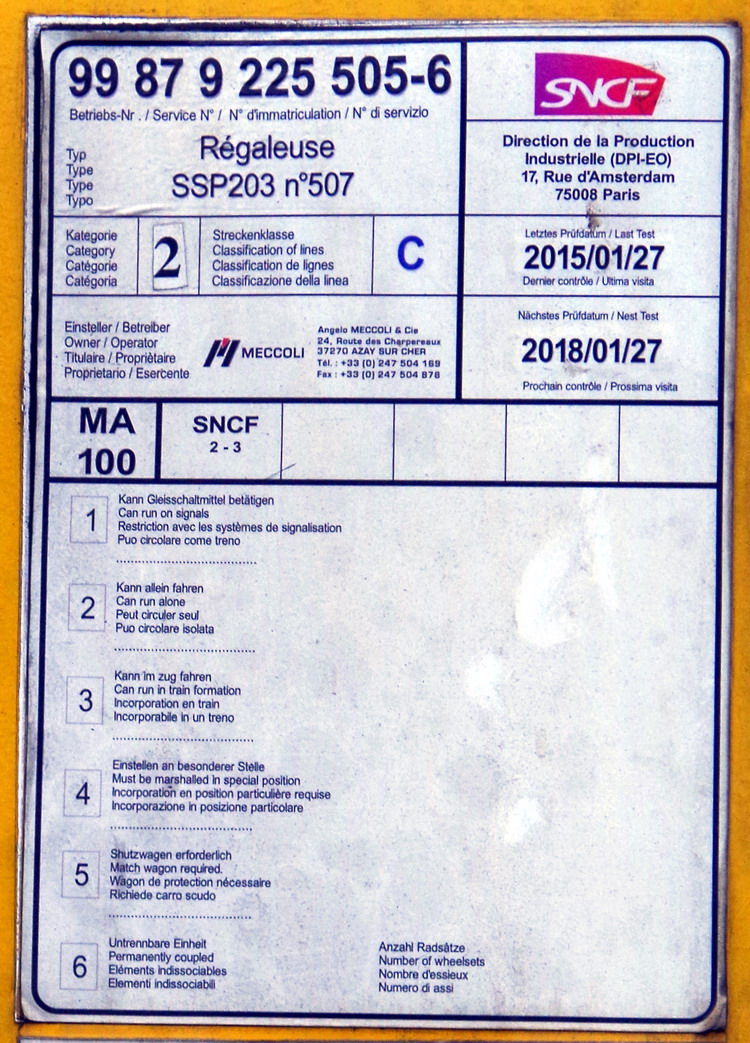 99 87 9 225 505-6
Betriebs-Nr . / Service N° / N° d'immatriculation / N° di servizio
Typ
Type
Type
Typo
Régaleuse
SSP203 n°507
SNCF
Direction de la Production
Industrielle (DPI-EO)
17, Rue d'Amsterdam
75008 Paris
Kategorie
Category
Catégorie
Catégoria
2
Streckenklasse
Classification of lines
Classification de lignes
Classificazione della linea
C
Letztes Prüfdatum / Last Test
2015/01/27
Dernier contrôle / Ultima visita
Einsteller / Betreiber
Owner / Operator
Titulaire / Propriètaire
Proprietario / Esercente
MECCOLI
Angelo MECCOLI & Cie
24, Route des Charpereaux
37270 AZAY SUR CHER
Tél. : +33 (0) 247 504 169
Fax : +33 (0) 247 504 878
Nächstes Prüfdatum / Nest Test
2018/01/27
Prochain contrôle / Prossima visita
MA
100
SNCF
2 - 3
1
Kann Gleisschaltmittel betätigen
Can run on signals
Restriction avec les systèmes de signalisation
Puo circolare come treno
2
Kann allein fahren
Can run alone
Peut circuler seul
Puo circolare isolata
3
Kann im zug fahren
Can run in train formation
Incorporation en train
Incorporabile in un treno
4
Einstellen an besonderer Stelle
Must be marshalled in special position
Incorporation en position particulière requise
Incorporazione in posizione particolare
5
Shutzwagen erforderlich
Match wagon required.
Wagon de protection nécessaire
Richiede carro scudo
6
Untrennbare Einheit
Permanently coupled
Eléments indissociables
Elementi indissociabili
Anzahl Radsätze
Number of wheelsets
Nombre d'essieux
Numero di assi